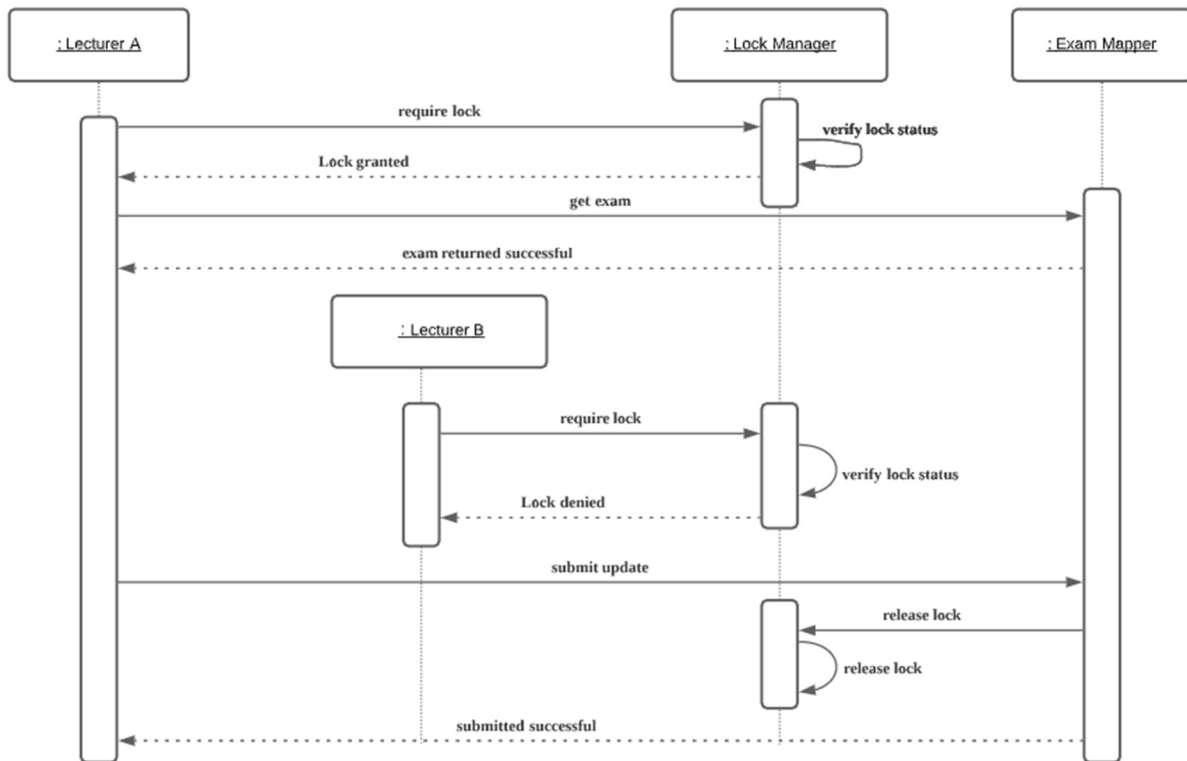 : Lecturer A
: Lock Manager
: Exam Mapper
require lock
verify lock status
Lock granted
get exam
exam returned successful
: Lecturer B
require lock
verify lock status
Lock denied
submit update
release lock
release lock
submitted successful